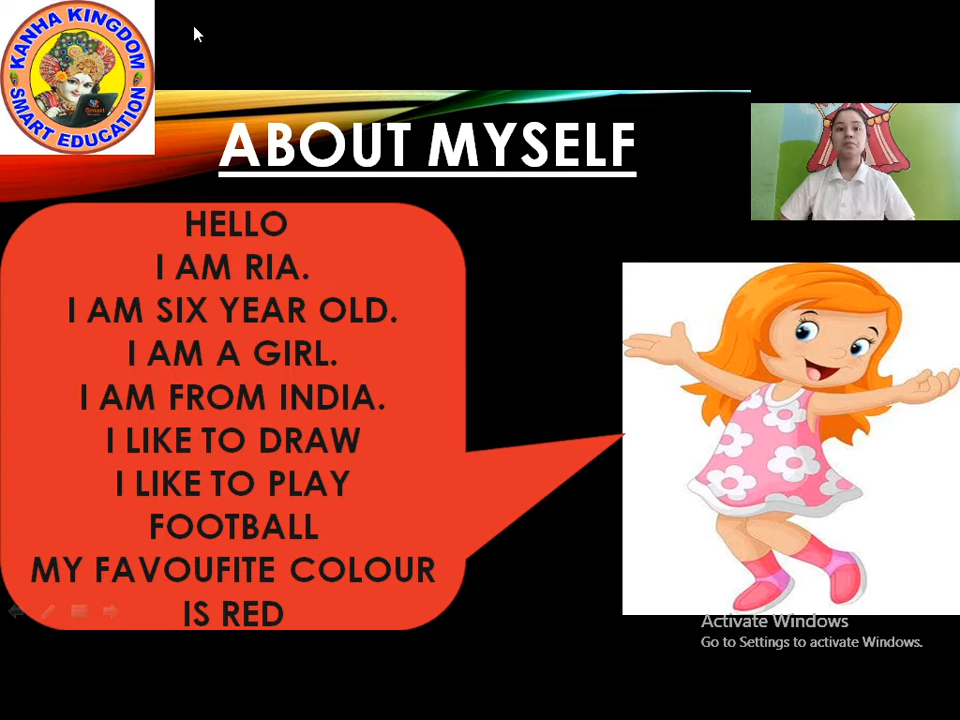 KANHA KINGDOM
SMART EDUCATION
ABOUT MYSELF
HELLO
I AM RIA.
I AM SIX YEAR OLD.
I AM A GIRL.
I AM FROM INDIA.
I LIKE TO DRAW
I LIKE TO PLAY
FOOTBALL
MY FAVOUFITE COLOUR
IS RED
Activate Windows
Go to Settings to activate Windows.